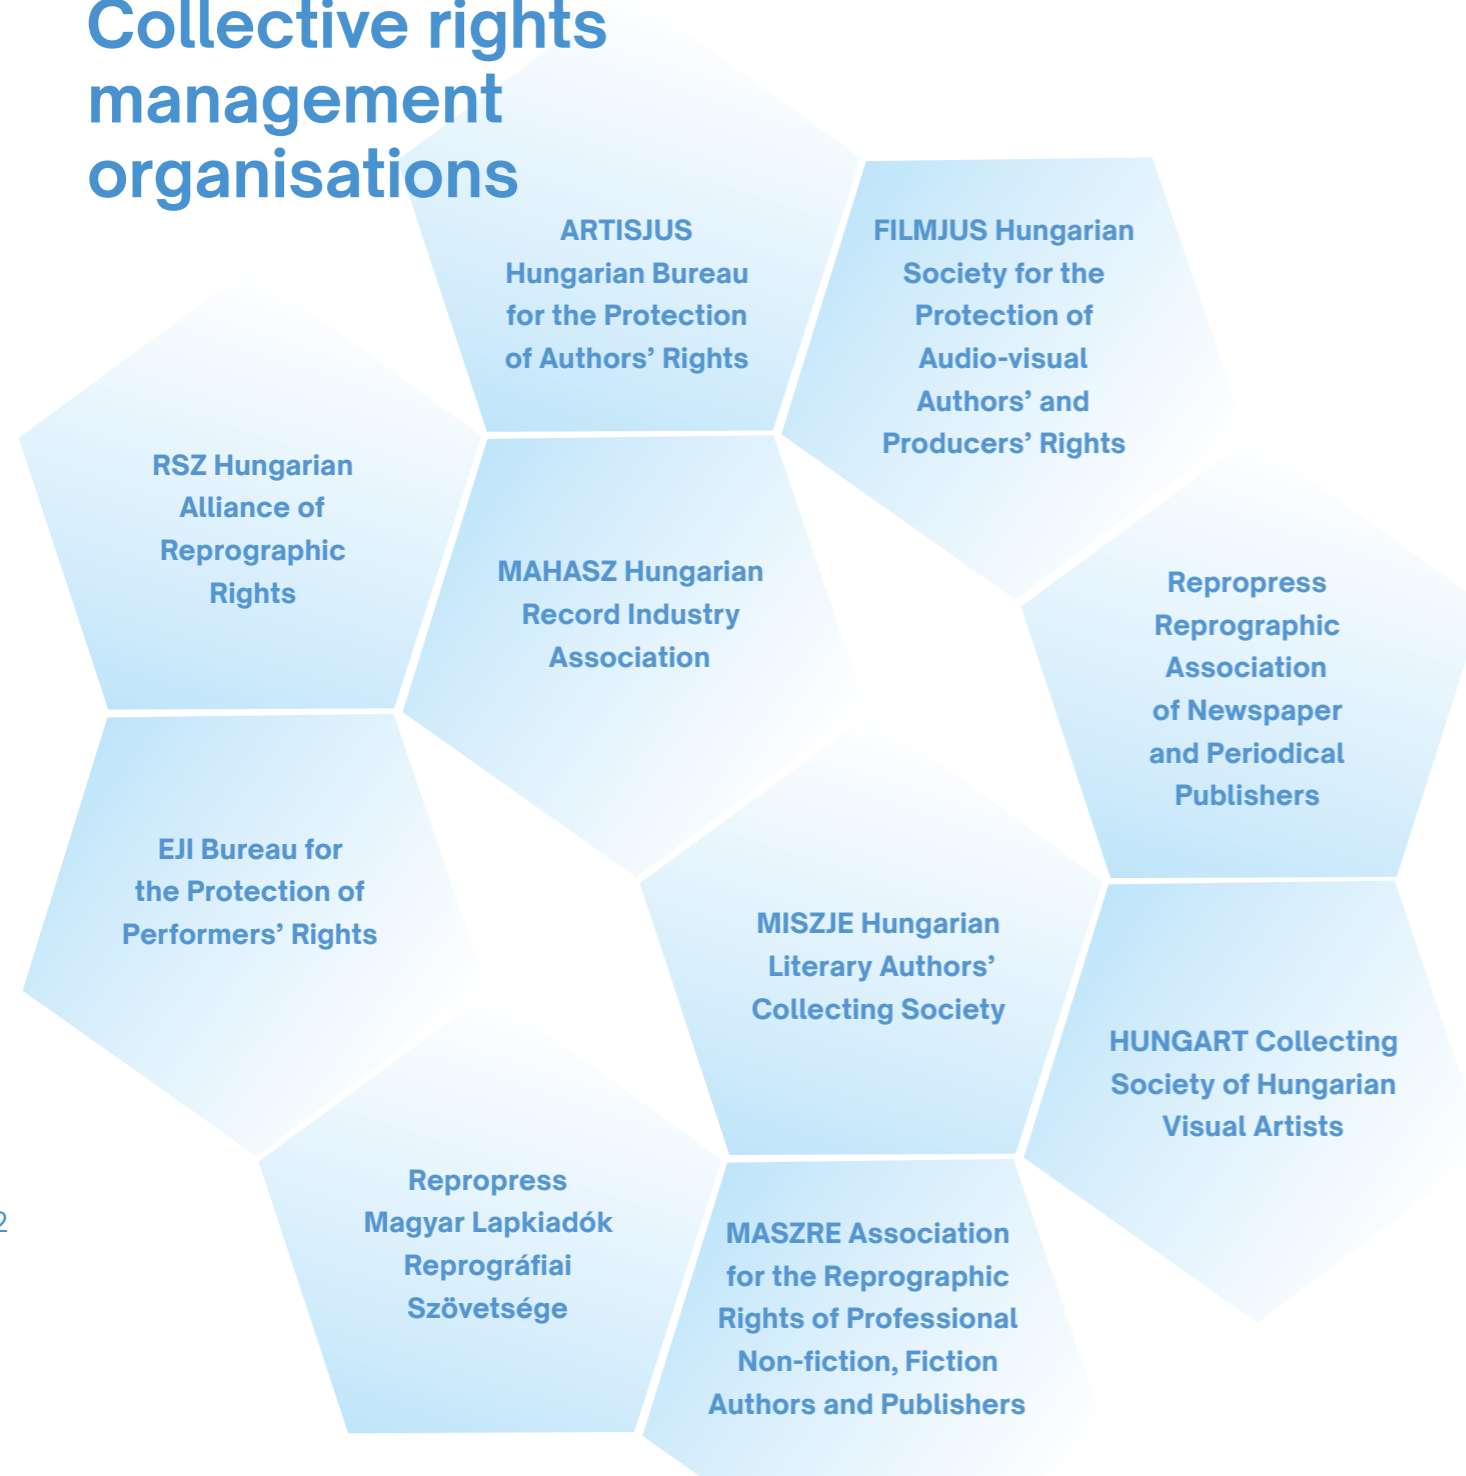 Collective rights
management
organisations
ARTISJUS
Hungarian Bureau
for the Protection
of Authors’ Rights
FILMJUS Hungarian
Society for the
Protection of
Audio-visual
Authors’ and
Producers’ Rights
RSZ Hungarian
Alliance of
Reprographic
Rights
MAHASZ Hungarian
Record Industry
Association
Repropress
Reprographic
Association
of Newspaper
and Periodical
Publishers
EJI Bureau for
the Protection of
Performers’ Rights
MISZJE Hungarian
Literary Authors’
Collecting Society
HUNGART Collecting
Society of Hungarian
Visual Artists
Repropress
Magyar Lapkiadók
Reprográfiai
Szövetsége
MASZRE Association
for the Reprographic
Rights of Professional
Non-fiction, Fiction
Authors and Publishers
2